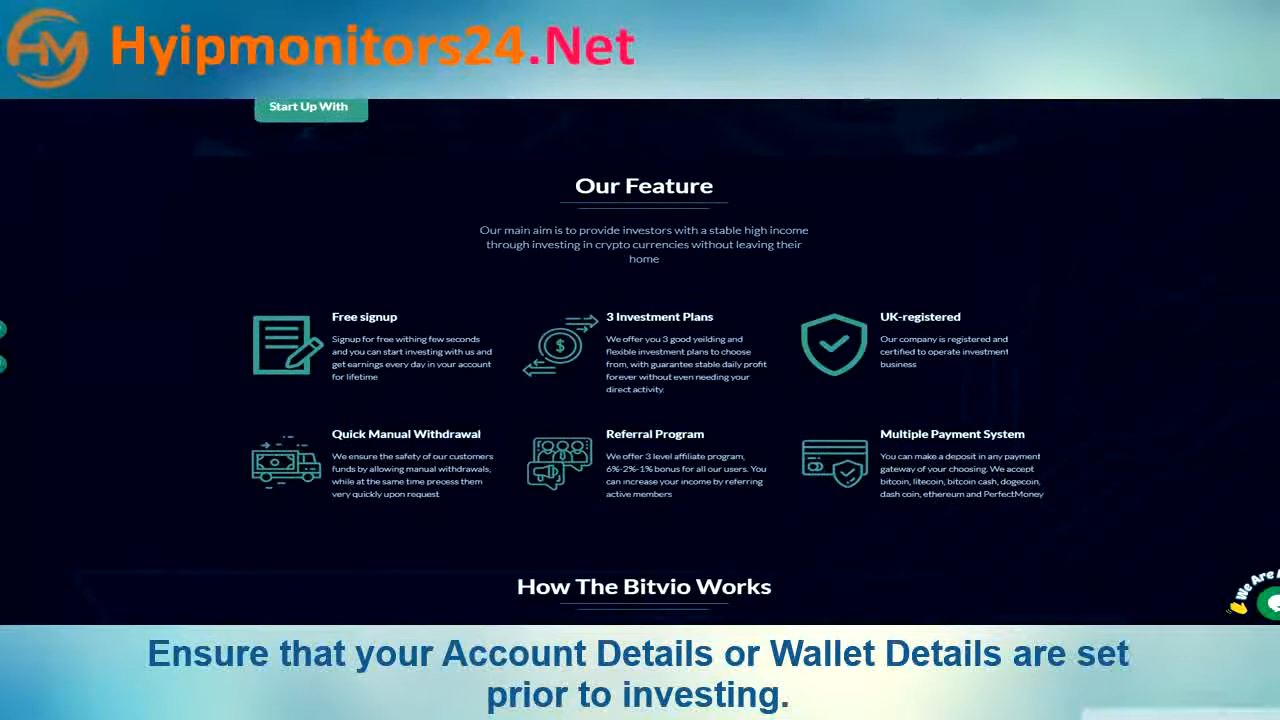 HM
Hyipmonitors24.Net
Start Up With
Our Feature
Our main aim is to provide investors with a stable high income
through investing in crypto currencies without leaving their
home
Free signup
Signup for free withing few seconds
and you can start investing with us and
get earnings every day in your account
for lifetime
3 Investment Plans
We offer you 3 good yeilding and
flexible investment plans to choose
from, with guarantee stable daily profit
forever without even needing your
direct activity.
UK-registered
Our company is registered and
certified to operate investment
business
Quick Manual Withdrawal
We ensure the safety of our customers
funds by allowing manual withdrawals,
while at the same time precess them
very quickly upon request
Referral Program
We offer 3 level affiliate program,
6%-2%-1% bonus for all our users. You
can increase your income by referring
active members
Multiple Payment System
You can make a deposit in any payment
gateway of your choosing. We accept
bitcoin, litecoin, bitcoin cash, dogecoin,
dash coin, ethereum and PerfectMoney
How The Bitvio Works
We Are
Ensure that your Account Details or Wallet Details are set
prior to investing.